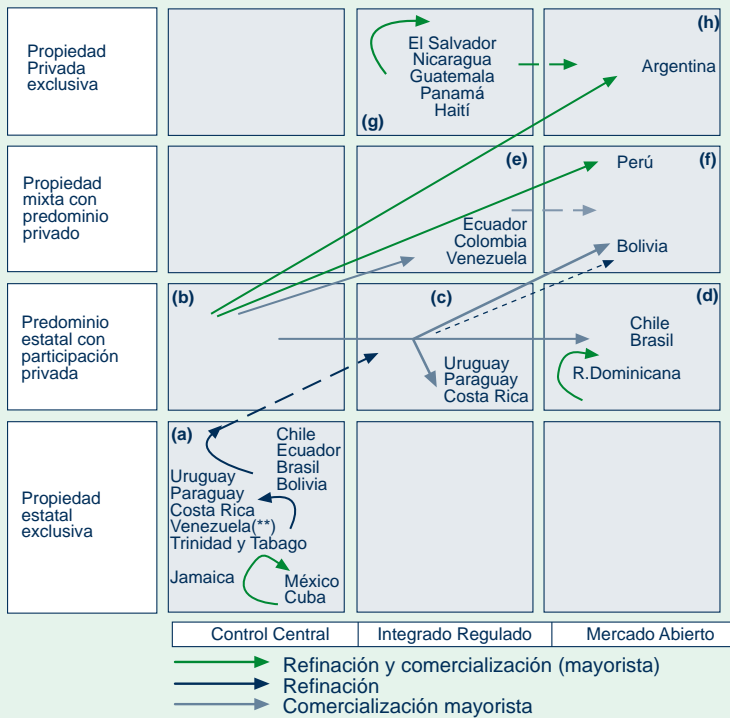 Propiedad
Privada
exclusiva
El Salvador
Nicaragua
Guatemala
Panamá
Haití
(g)
(h)
Argentina
Propiedad
mixta con
predominio
privado
(e)
Ecuador
Colombia
Venezuela
(f)
Perú
Bolivia
Predominio
estatal con
participación
privada
(b)
(c)
Uruguay
Paraguay
Costa Rica
(d)
Chile
Brasil
R.Dominicana
Propiedad
estatal
exclusiva
(a)
Chile
Ecuador
Brasil
Bolivia
Uruguay
Paraguay
Costa Rica
Venezuela(**)
Trinidad y Tabago
Jamaica
México
Cuba
Control Central
Integrado Regulado
Mercado Abierto
Refinación y comercialización (mayorista)
Refinación
Comercialización mayorista